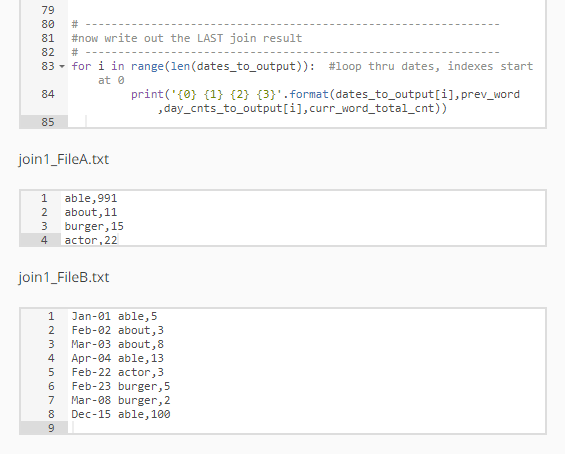 79
80 # ---------------------------------------------------------------
81 #now write out the LAST join result
82 # ---------------------------------------------------------------
83 for i in range(len(dates_to_output)):  #loop thru dates, indexes start
at 0
84 print('{0} {1} {2} {3}'.format(dates_to_output[i],prev_word
,day_cnts_to_output[i],curr_word_total_cnt))
85
join1_FileA.txt
1 able,991
2 about,11
3 burger,15
4 actor,22
join1_FileB.txt
1 Jan-01 able,5
2 Feb-02 about,3
3 Mar-03 about,8
4 Apr-04 able,13
5 Feb-22 actor,3
6 Feb-23 burger,5
7 Mar-08 burger,2
8 Dec-15 able,100
9